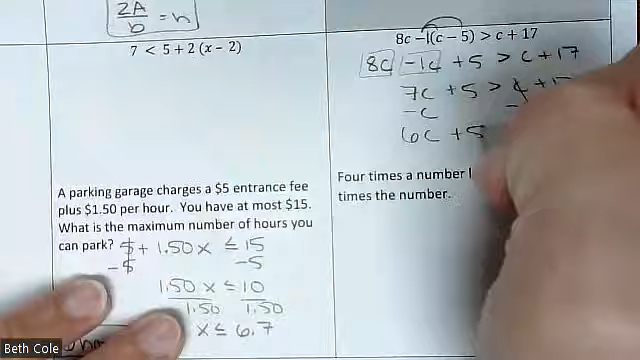 2A/b = h
7 < 5 + 2 (x − 2)
8c −1(c − 5) > c + 17
8c −1c +5 > c +17
7c +5 > c +17
−c −
6c +5
A parking garage charges a $5 entrance fee
plus $1.50 per hour. You have at most $15.
What is the maximum number of hours you
can park? 5 + 1.50x ≤ 15
−5 −5
1.50x ≤ 10
1.50 1.50
x ≤ 6.7
Four times a number
times the number.
Beth Cole